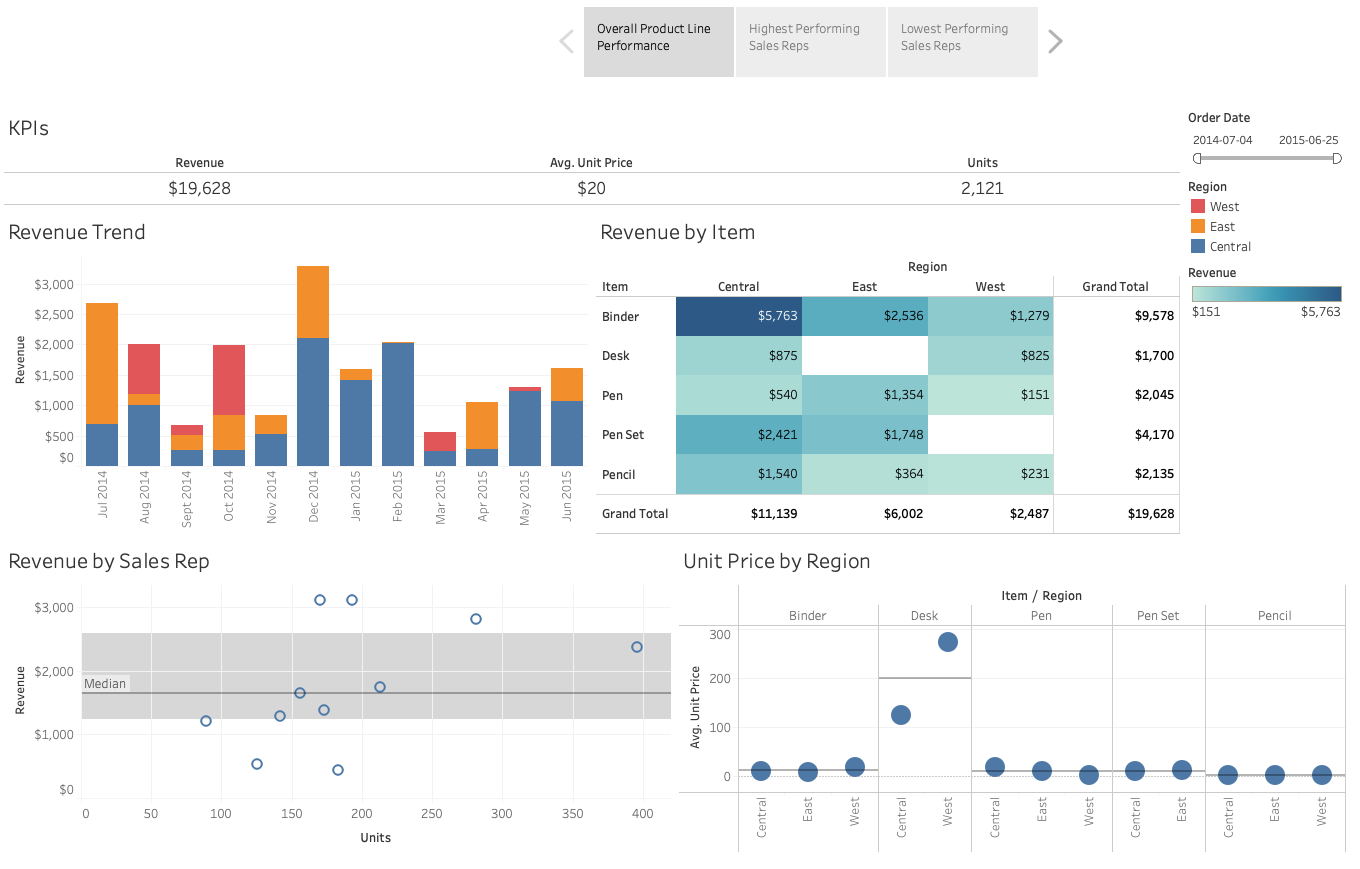 Overall Product Line
Performance
Highest Performing
Sales Reps
Lowest Performing
Sales Reps
KPIs
Revenue Avg. Unit Price Units
$19,628 $20 2,121
Order Date
2014-07-04 2015-06-25
Region
West
East
Central
Revenue
$151 $5,763
Revenue Trend
Revenue
$3,000
$2,500
$2,000
$1,500
$1,000
$500
$0
Jul 2014
Aug 2014
Sept 2014
Oct 2014
Nov 2014
Dec 2014
Jan 2015
Feb 2015
Mar 2015
Apr 2015
May 2015
Jun 2015
Revenue by Item
Region
Item Central East West Grand Total
Binder $5,763 $2,536 $1,279 $9,578
Desk $875 $825 $1,700
Pen $540 $1,354 $151 $2,045
Pen Set $2,421 $1,748 $4,170
Pencil $1,540 $364 $231 $2,135
Grand Total $11,139 $6,002 $2,487 $19,628
Revenue by Sales Rep
Revenue
$3,000
$2,000
Median
$1,000
$0
0 50 100 150 200 250 300 350 400
Units
Unit Price by Region
Item / Region
Binder Desk Pen Pen Set Pencil
Avg. Unit Price
300
200
100
0
Central
East
West
Central
West
Central
East
West
Central
East
Central
East
West